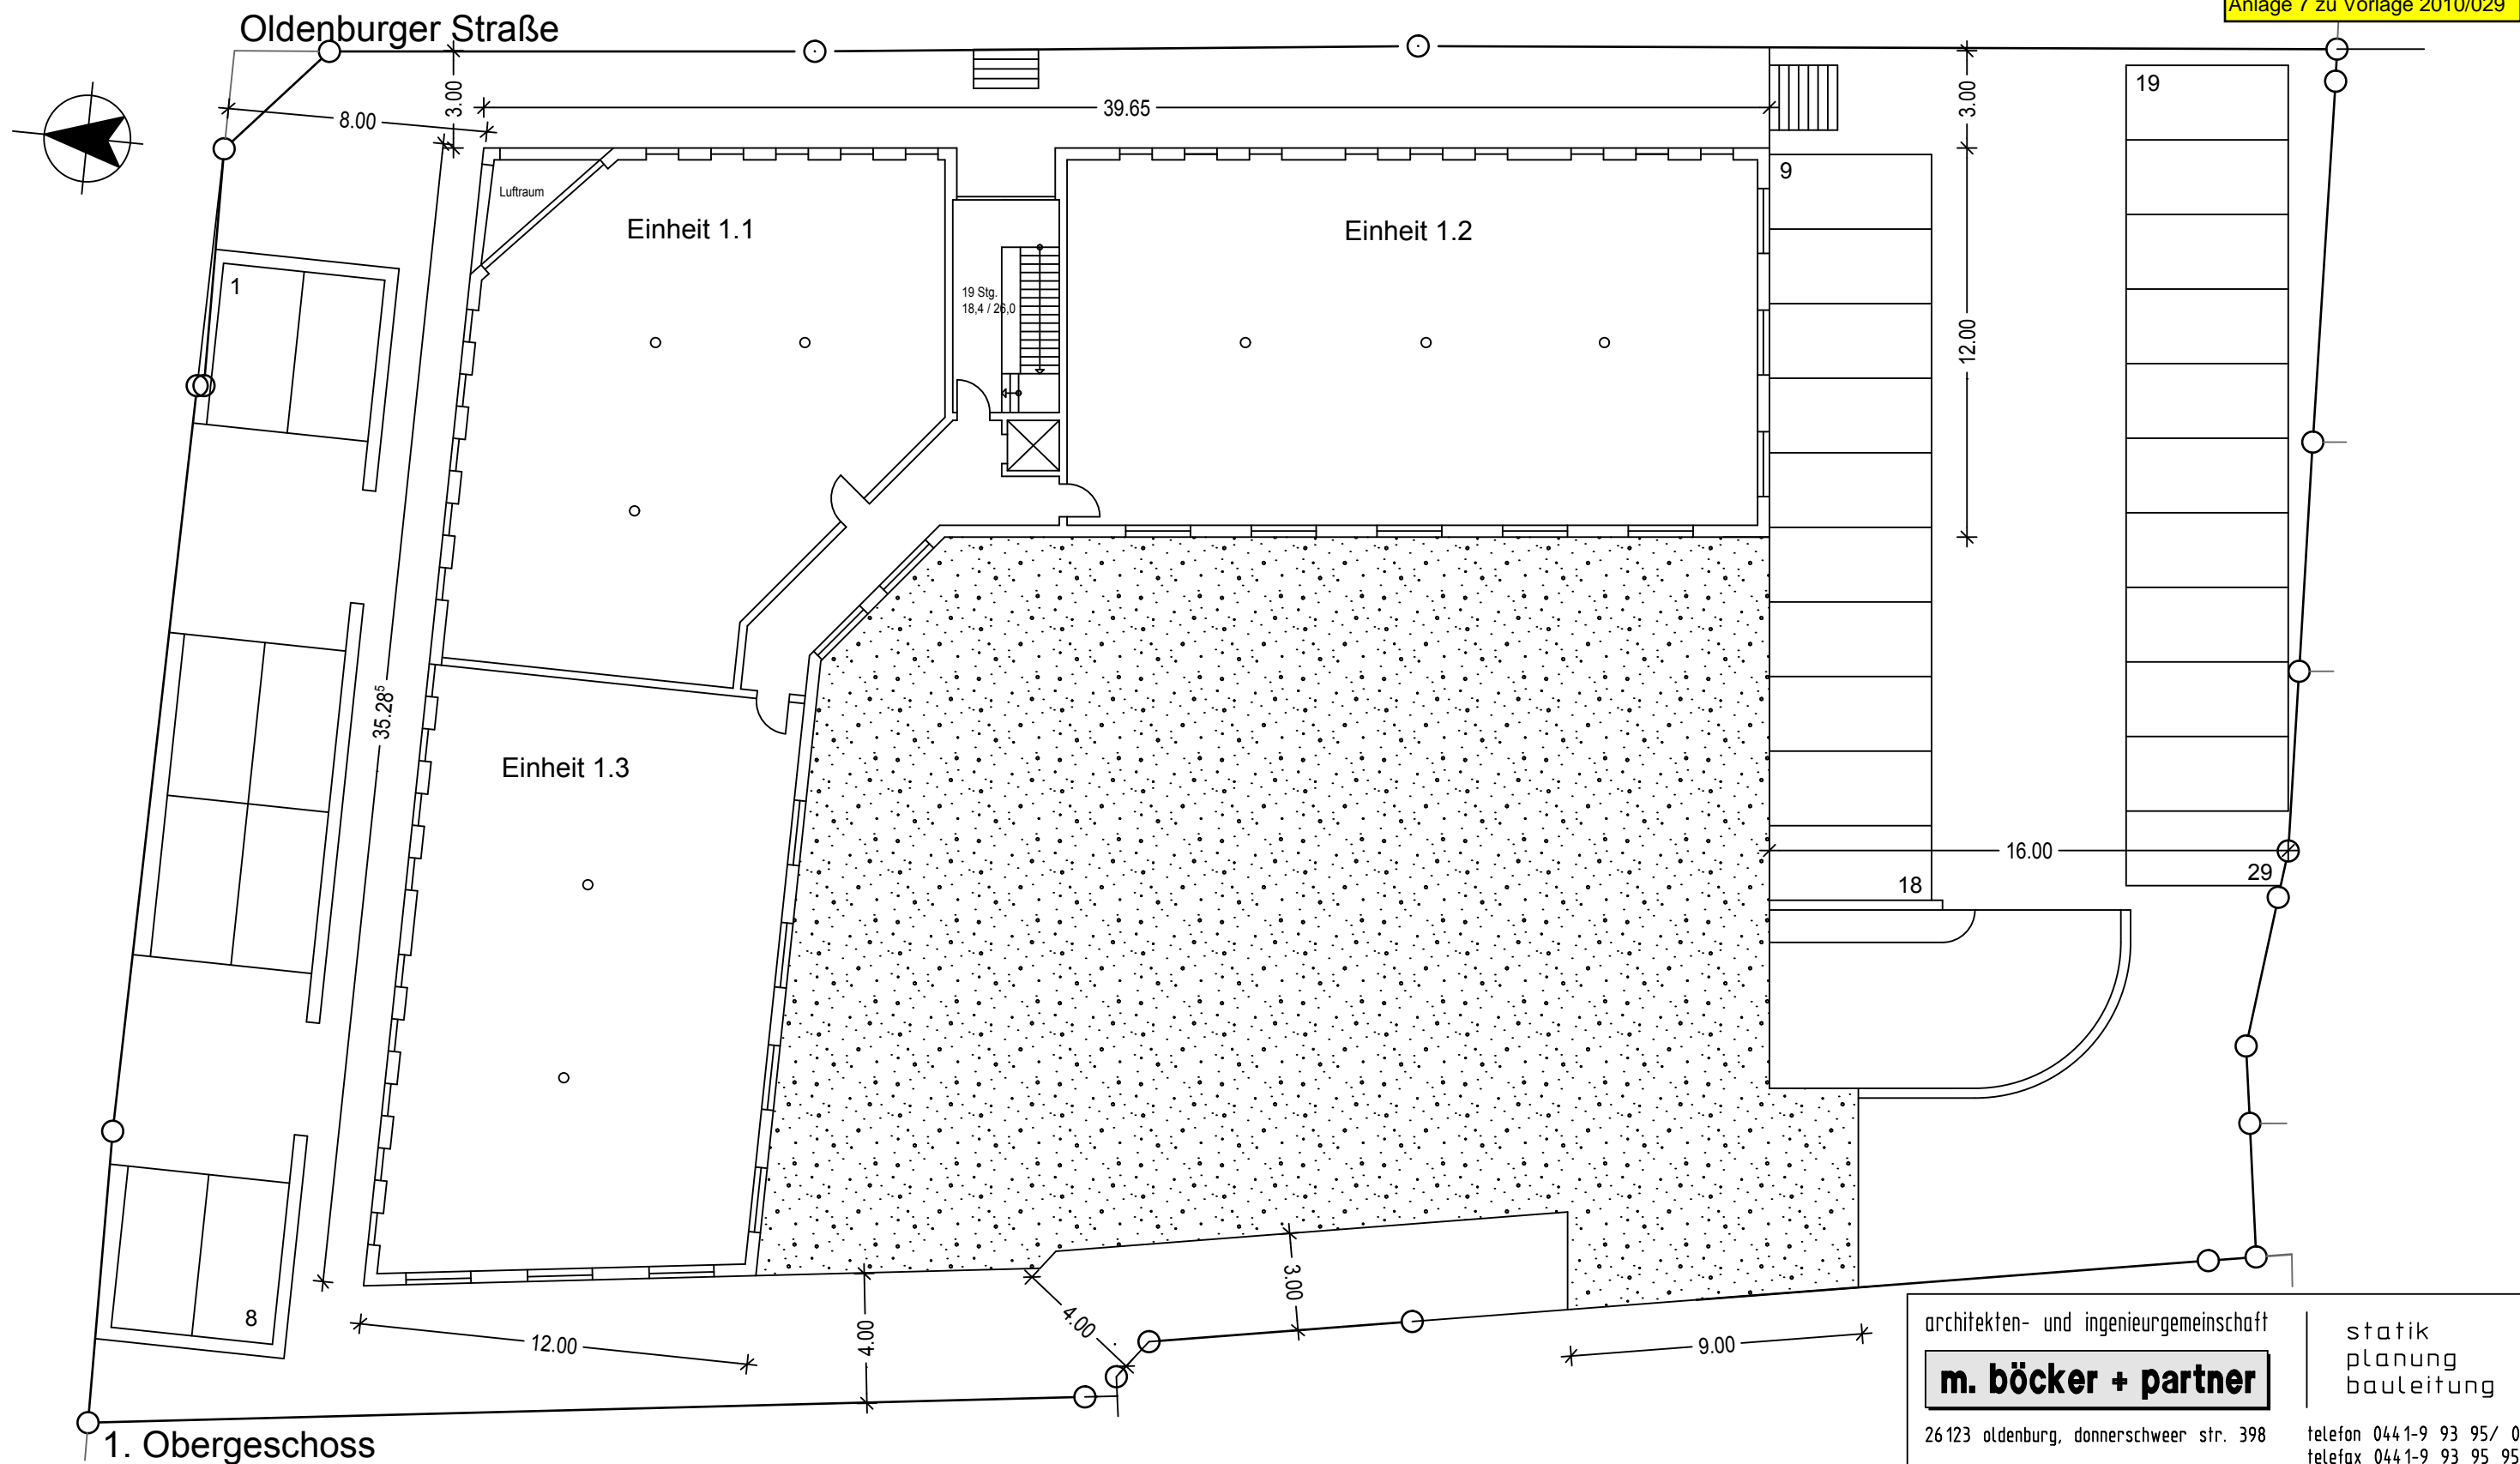 Anlage 7 zu Vorlage 2010/029
Oldenburger Straße
8.00
3.00
39.65
3.00
19
9
Luftraum
Einheit 1.1
Einheit 1.2
1
19 Stg.
18,4 / 26,0
12.00
35.28⁵
Einheit 1.3
16.00
29
18
8
12.00
4.00
4.00
3.00
9.00
architekten- und ingenieurgemeinschaft
m. böcker + partner
26123 oldenburg, donnerschweer str. 398
statik
planung
bauleitung
telefon 0441-9 93 95/ 0
telefax 0441-9 93 95 95
1. Obergeschoss